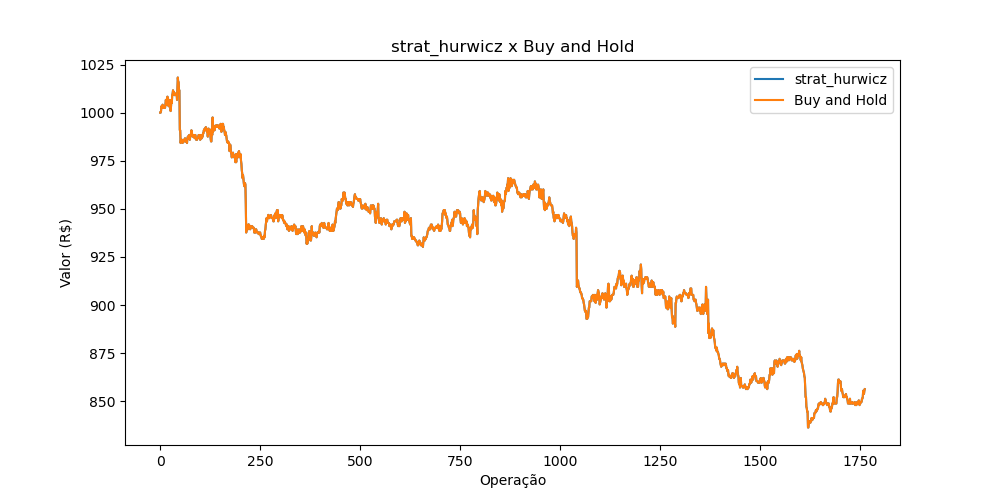 strat_hurwicz x Buy and Hold
strat_hurwicz
Buy and Hold
Valor (R$)
1025
1000
975
950
925
900
875
850
0 250 500 750 1000 1250 1500 1750
Operação